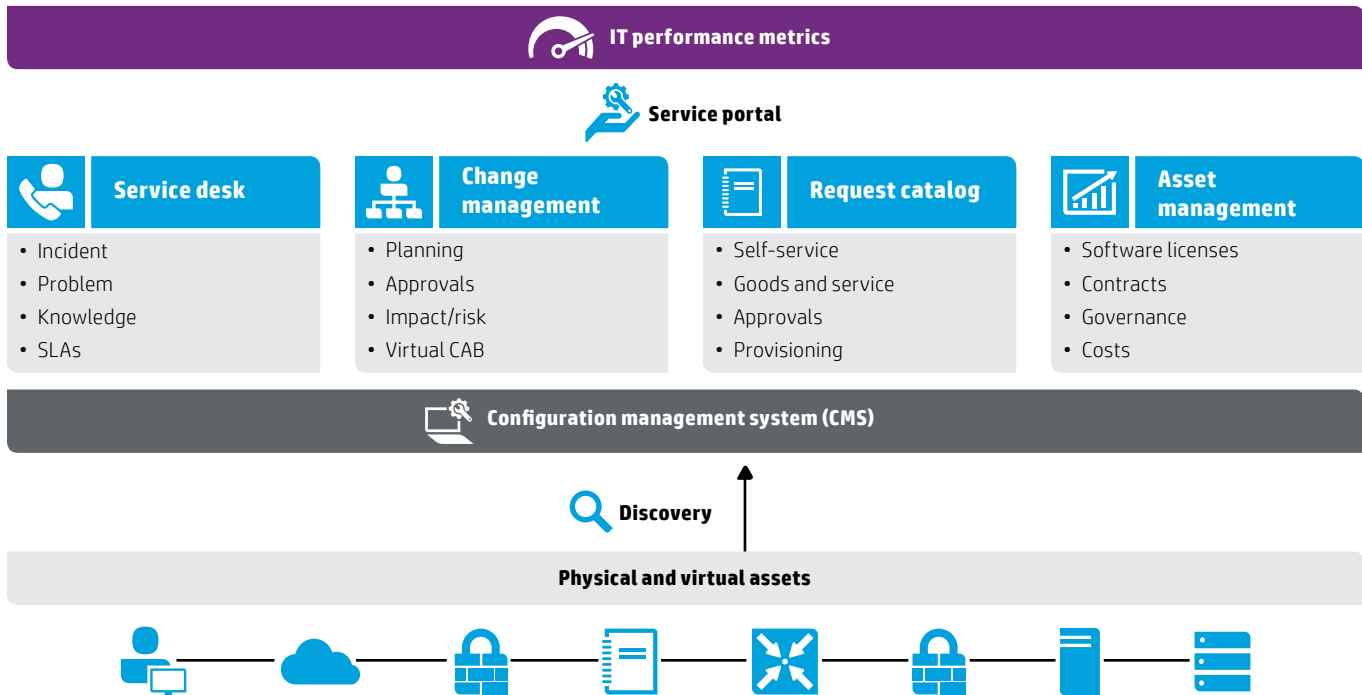 IT performance metrics
Service portal
Service desk
• Incident
• Problem
• Knowledge
• SLAs
Change
management
• Planning
• Approvals
• Impact/risk
• Virtual CAB
Request catalog
• Self-service
• Goods and service
• Approvals
• Provisioning
Asset
management
• Software licenses
• Contracts
• Governance
• Costs
Configuration management system (CMS)
Discovery
Physical and virtual assets